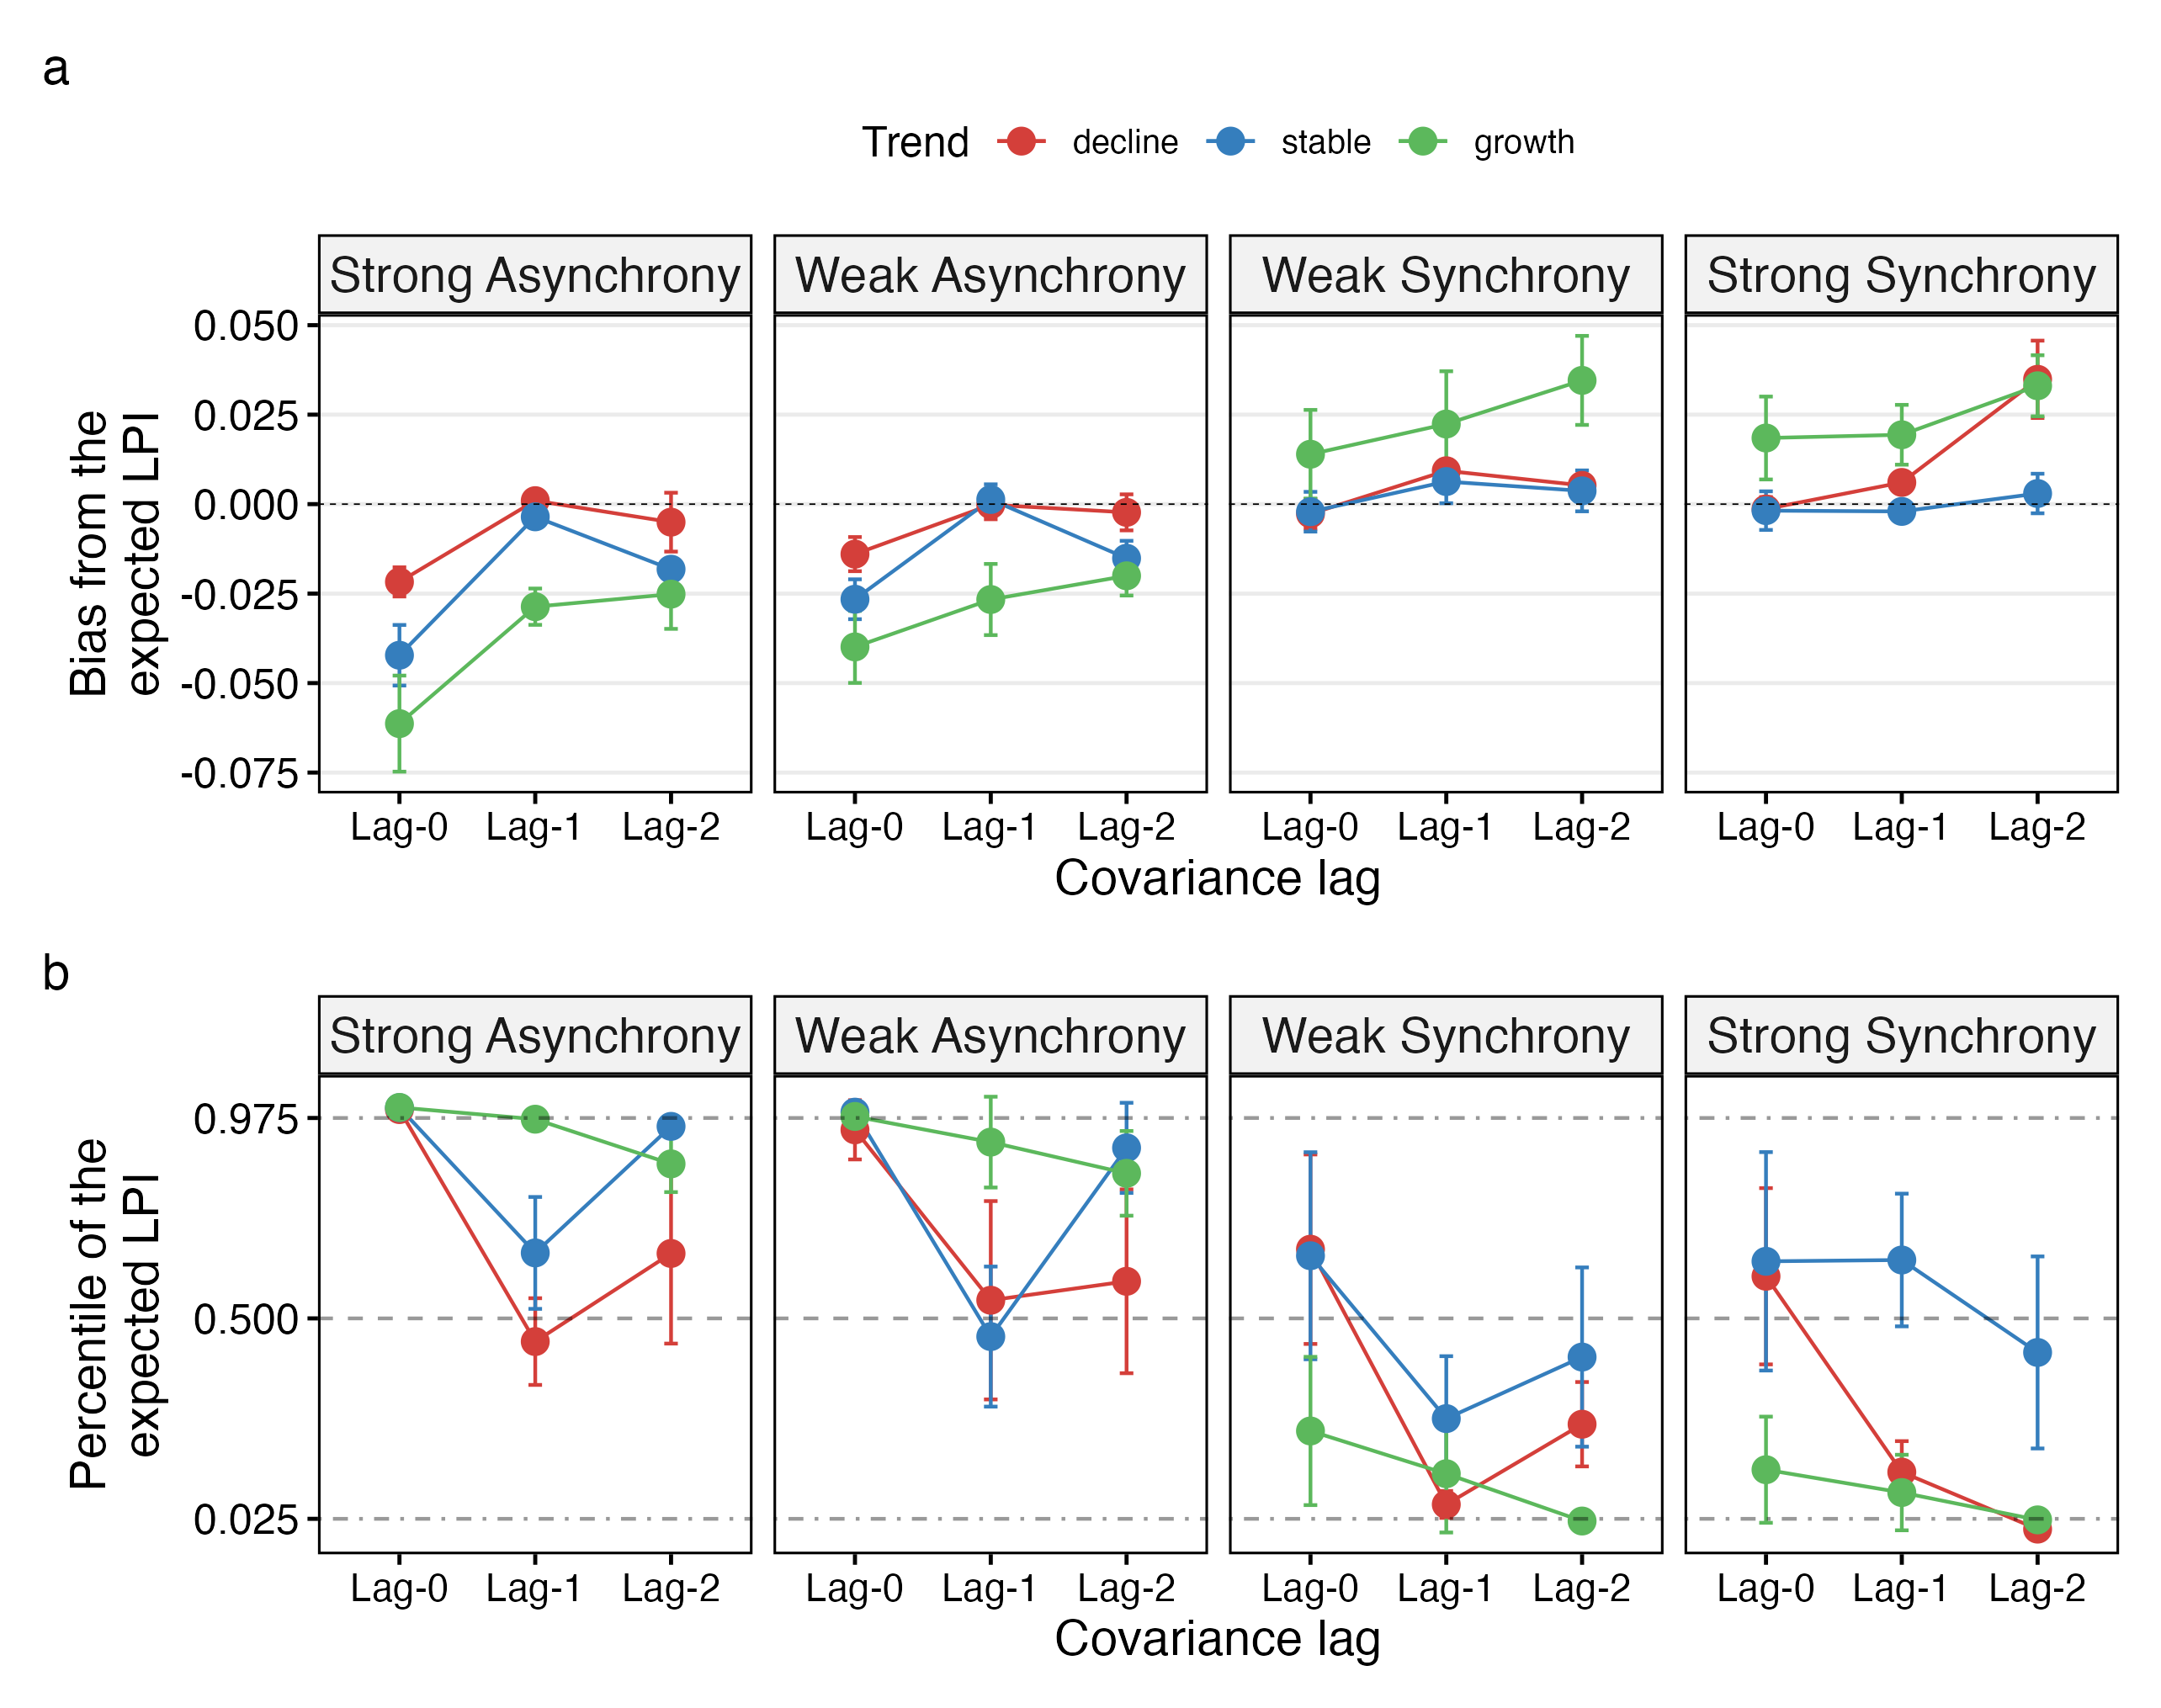 a
Trend decline stable growth
Strong Asynchrony Weak Asynchrony Weak Synchrony Strong Synchrony
Bias from the
expected LPI
0.050
0.025
0.000
-0.025
-0.050
-0.075
Lag-0 Lag-1 Lag-2 Lag-0 Lag-1 Lag-2 Lag-0 Lag-1 Lag-2 Lag-0 Lag-1 Lag-2
Covariance lag
b
Strong Asynchrony Weak Asynchrony Weak Synchrony Strong Synchrony
Percentile of the
expected LPI
0.975
0.500
0.025
Lag-0 Lag-1 Lag-2 Lag-0 Lag-1 Lag-2 Lag-0 Lag-1 Lag-2 Lag-0 Lag-1 Lag-2
Covariance lag